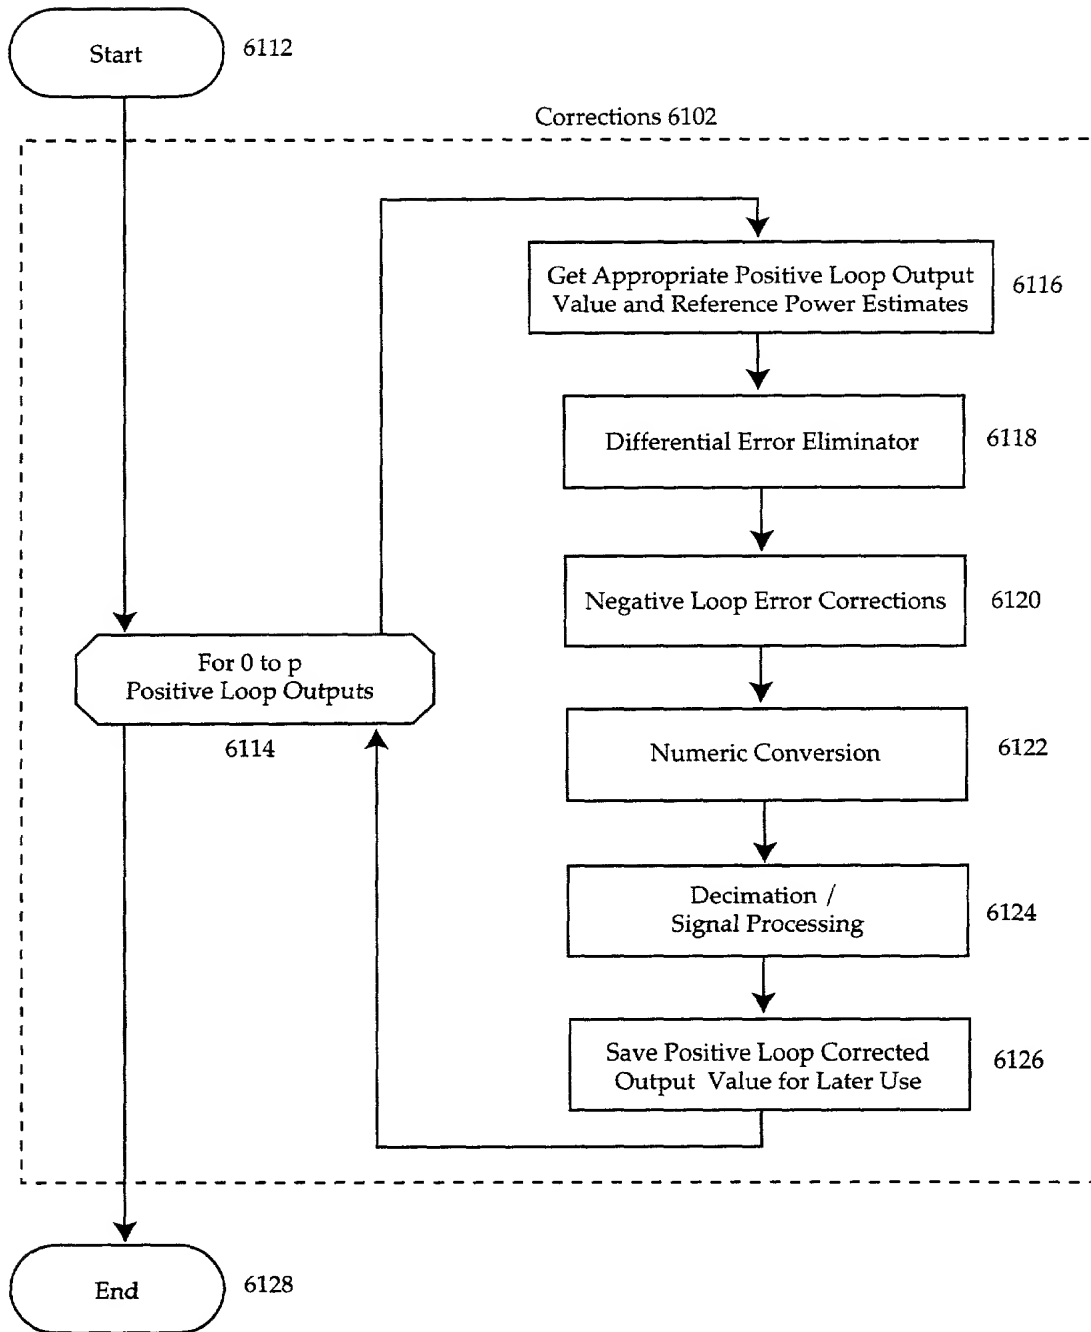 Start
6112
Corrections 6102
Get Appropriate Positive Loop Output
Value and Reference Power Estimates
6116
Differential Error Eliminator
6118
Negative Loop Error Corrections
6120
For 0 to p
Positive Loop Outputs
6114
Numeric Conversion
6122
Decimation /
Signal Processing
6124
Save Positive Loop Corrected
Output Value for Later Use
6126
End
6128